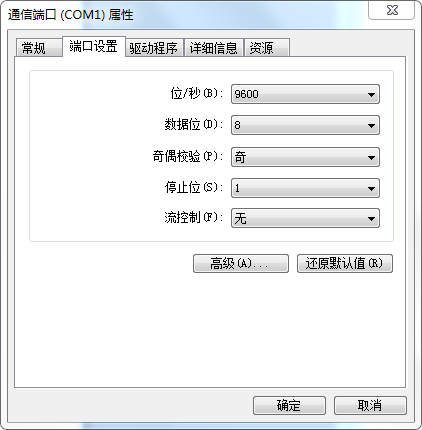 通信端口 (COM1) 属性
常规 端口设置 驱动程序 详细信息 资源
位/秒(B): 9600
数据位(D): 8
奇偶校验(P): 奇
停止位(S): 1
流控制(F): 无
高级(A)... 还原默认值(R)
确定 取消